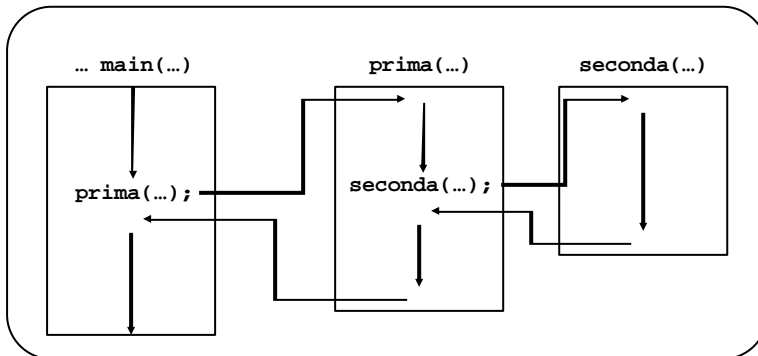 … main(…)
prima(…)
seconda(…)
prima(…);
seconda(…);